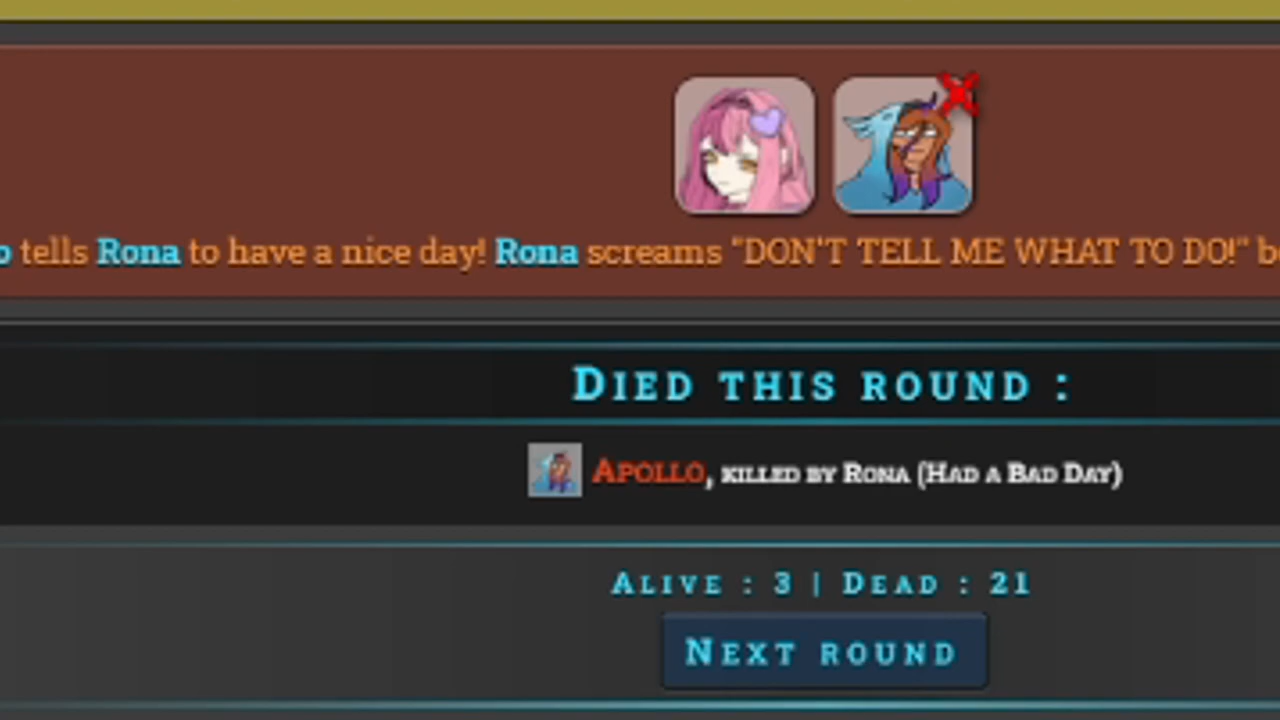 o tells Rona to have a nice day! Rona screams "DON'T TELL ME WHAT TO DO!" b
Died this round :
Apollo, killed by Rona (Had a Bad Day)
Alive : 3 | Dead : 21
Next round